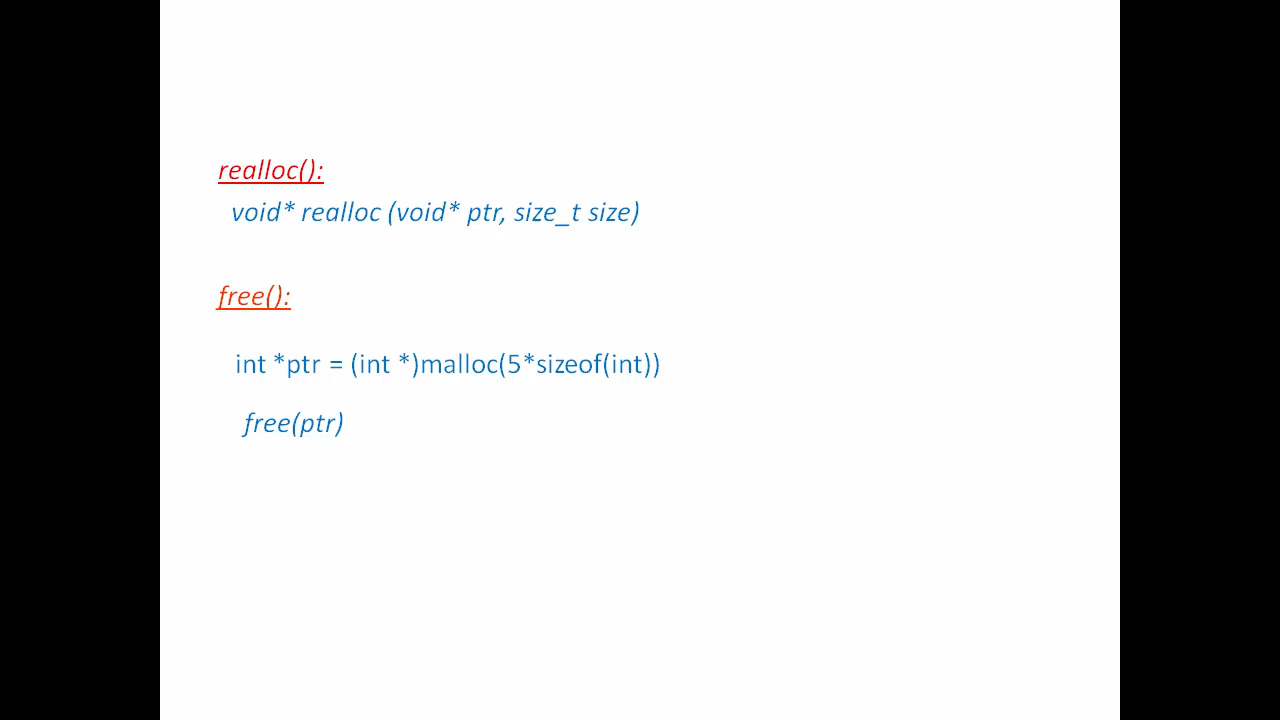 realloc():
void* realloc (void* ptr, size_t size)
free():
int *ptr = (int *)malloc(5*sizeof(int))
free(ptr)